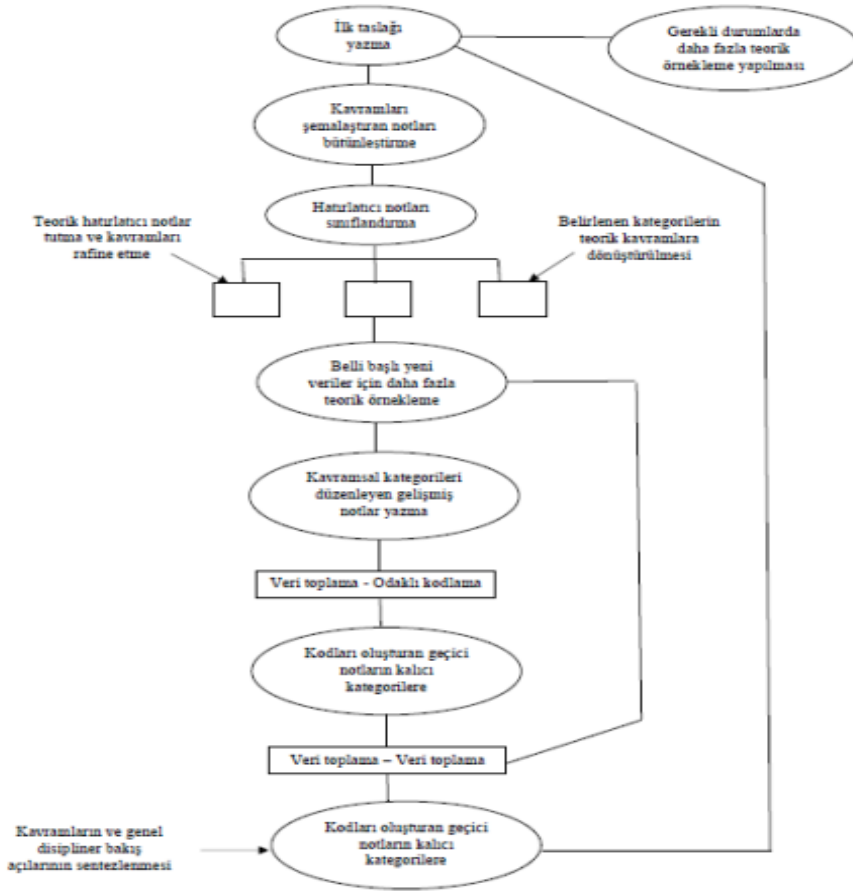 İlk taslağı
yazma
Gerekli durumlarda
daha fazla teorik
örnekleme yapılması
Kavramları
şemalaştıran notları
bütünleştirme
Hatırlatıcı notları
sınıflandırma
Teorik hatırlatıcı notlar
tutma ve kavramları
rafine etme
Belirlenen kategorilerin
teorik kavramlara
dönüştürülmesi
Belli başlı yeni
veriler için daha fazla
teorik örnekleme
Kavramsal kategorileri
düzenleyen gelişmiş
notlar yazma
Veri toplama - Odaklı kodlama
Kodları oluşturan geçici
notların kalıcı
kategorilere
Veri toplama – Veri toplama
Kavramların ve genel
disipliner bakış
açılarının sentezlenmesi
Kodları oluşturan geçici
notların kalıcı
kategorilere